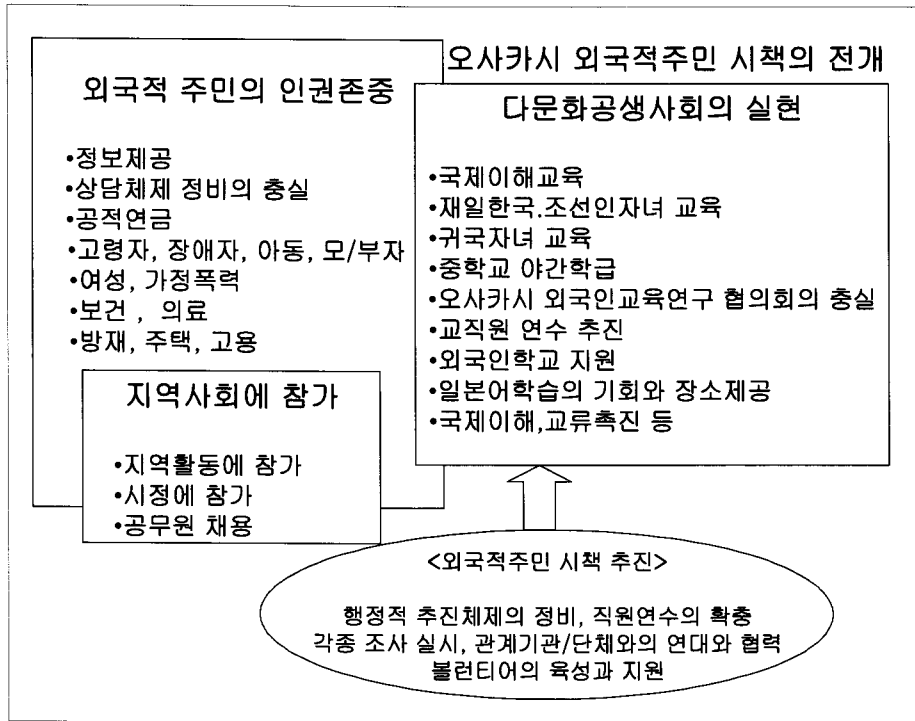 오사카시 외국적주민 시책의 전개
외국적 주민의 인권존중
•정보제공
•상담체제 정비의 충실
•공적연금
•고령자, 장애자, 아동, 모/부자
•여성, 가정폭력
•보건 , 의료
•방재, 주택, 고용
지역사회에 참가
•지역활동에 참가
•시정에 참가
•공무원 채용
다문화공생사회의 실현
•국제이해교육
•재일한국.조선인자녀 교육
•귀국자녀 교육
•중학교 야간학급
•오사카시 외국인교육연구 협의회의 충실
•교직원 연수 추진
•외국인학교 지원
•일본어학습의 기회와 장소제공
•국제이해,교류촉진 등
<외국적주민 시책 추진>
행정적 추진체제의 정비, 직원연수의 확충
각종 조사 실시, 관계기관/단체와의 연대와 협력
볼런티어의 육성과 지원